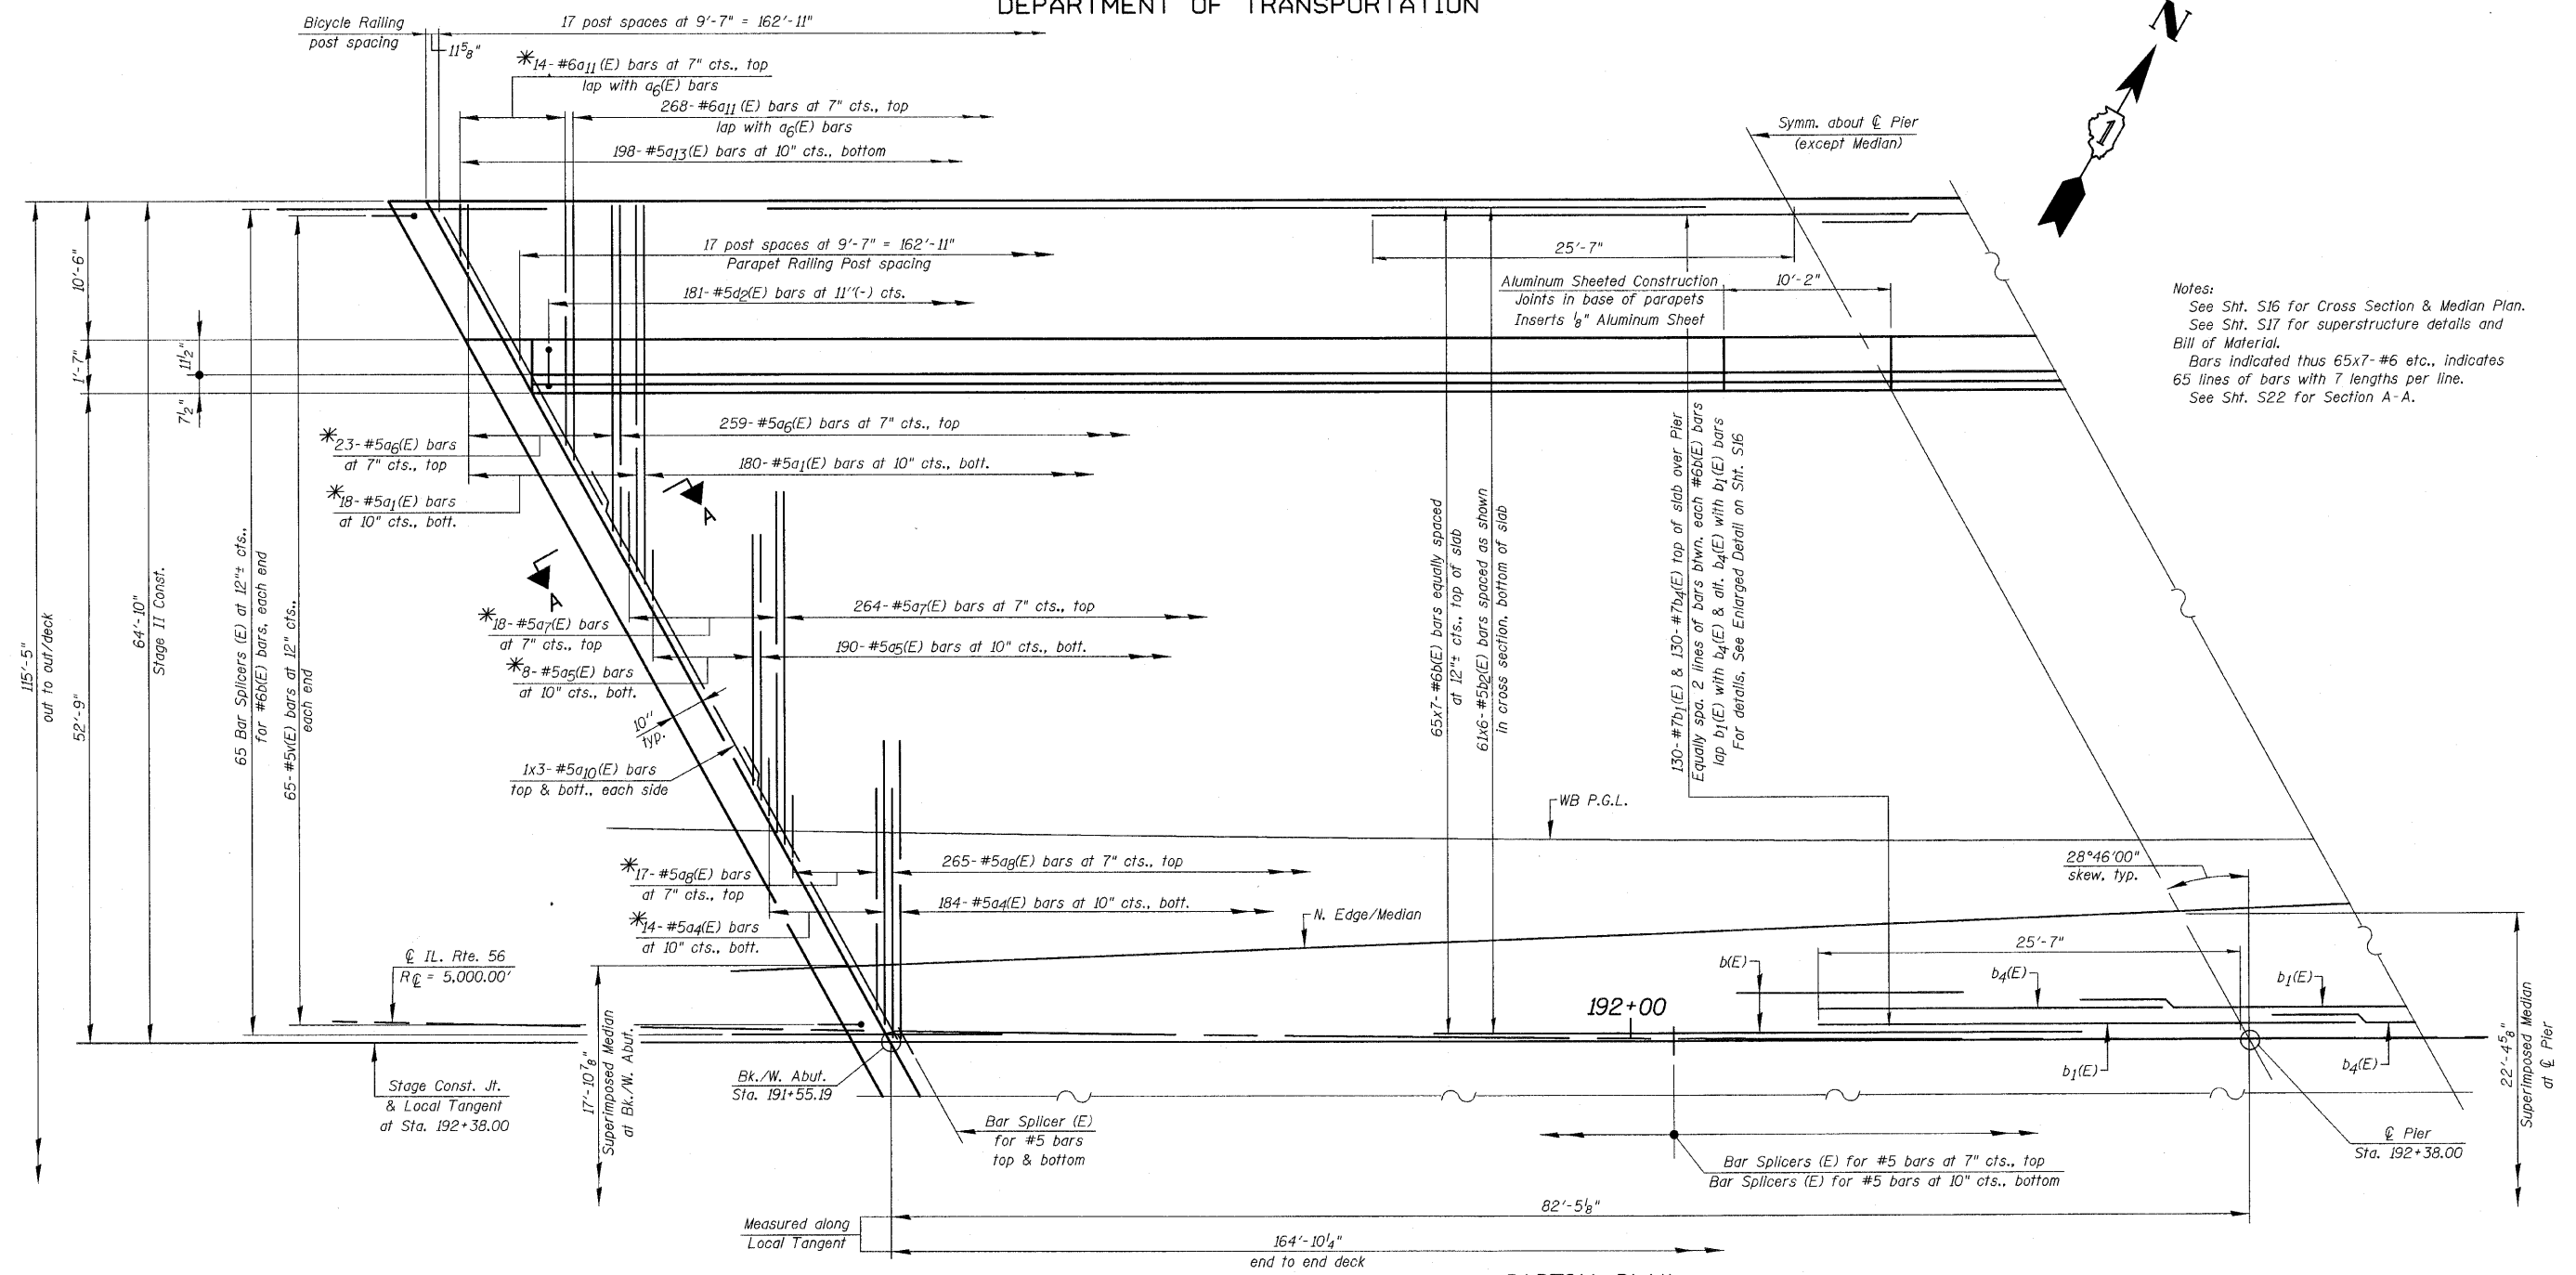 DEPARTMENT OF TRANSPORTATION
Bicycle Railing
post spacing
11 5/8"
17 post spaces at 9'-7" = 162'-11"
*14-#6a11(E) bars at 7" cts., top
lap with a6(E) bars
268-#6a11(E) bars at 7" cts., top
lap with a6(E) bars
198-#5a13(E) bars at 10" cts., bottom
Symm. about ℄ Pier
(except Median)
N
1
17 post spaces at 9'-7" = 162'-11"
Parapet Railing Post spacing
181-#5d2(E) bars at 11"(-) cts.
25'-7"
Aluminum Sheeted Construction
Joints in base of parapets
Inserts 1/8" Aluminum Sheet
10'-2"
Notes:
See Sht. S16 for Cross Section & Median Plan.
See Sht. S17 for superstructure details and
Bill of Material.
Bars indicated thus 65x7-#6 etc., indicates
65 lines of bars with 7 lengths per line.
See Sht. S22 for Section A-A.
115'-5"
out to out/deck
10'-6"
1'-7"
52'-9"
11 1/2"
7 1/2"
64'-10"
Stage II Const.
65 Bar Splicers (E) at 12"± cts.,
for #6b(E) bars, each end
65-#5v(E) bars at 12" cts.,
each end
*23-#5a6(E) bars
at 7" cts., top
259-#5a6(E) bars at 7" cts., top
*18-#5a1(E) bars
at 10" cts., bott.
180-#5a1(E) bars at 10" cts., bott.
A
A
*18-#5a7(E) bars
at 7" cts., top
264-#5a7(E) bars at 7" cts., top
*8-#5a5(E) bars
at 10" cts., bott.
190-#5a5(E) bars at 10" cts., bott.
10"
typ.
1x3-#5a10(E) bars
top & bott., each side
65x7-#6b(E) bars equally spaced
at 12"± cts., top of slab
61x6-#5b2(E) bars spaced as shown
in cross section, bottom of slab
130-#7b1(E) & 130-#7b4(E) top of slab over Pier
Equally spa. 2 lines of bars btwn. each #6b(E) bars
lap b1(E) with b4(E) & alt. b4(E) with b1(E) bars
For details, See Enlarged Detail on Sht. S16
WB P.G.L.
*17-#5a8(E) bars
at 7" cts., top
265-#5a8(E) bars at 7" cts., top
*14-#5a4(E) bars
at 10" cts., bott.
184-#5a4(E) bars at 10" cts., bott.
28°46'00"
skew, typ.
N. Edge/Median
℄ IL. Rte. 56
R℄ = 5,000.00'
25'-7"
b(E)
b4(E)
b1(E)
192+00
b1(E)
b4(E)
17'-10 7/8"
Superimposed Median
at Bk./W. Abut.
22'-4 5/8"
Superimposed Median
at ℄ Pier
Stage Const. Jt.
& Local Tangent
at Sta. 192+38.00
Bk./W. Abut.
Sta. 191+55.19
Bar Splicer (E)
for #5 bars
top & bottom
℄ Pier
Sta. 192+38.00
Bar Splicers (E) for #5 bars at 7" cts., top
Bar Splicers (E) for #5 bars at 10" cts., bottom
Measured along
Local Tangent
82'-5 1/8"
164'-10 1/4"
end to end deck